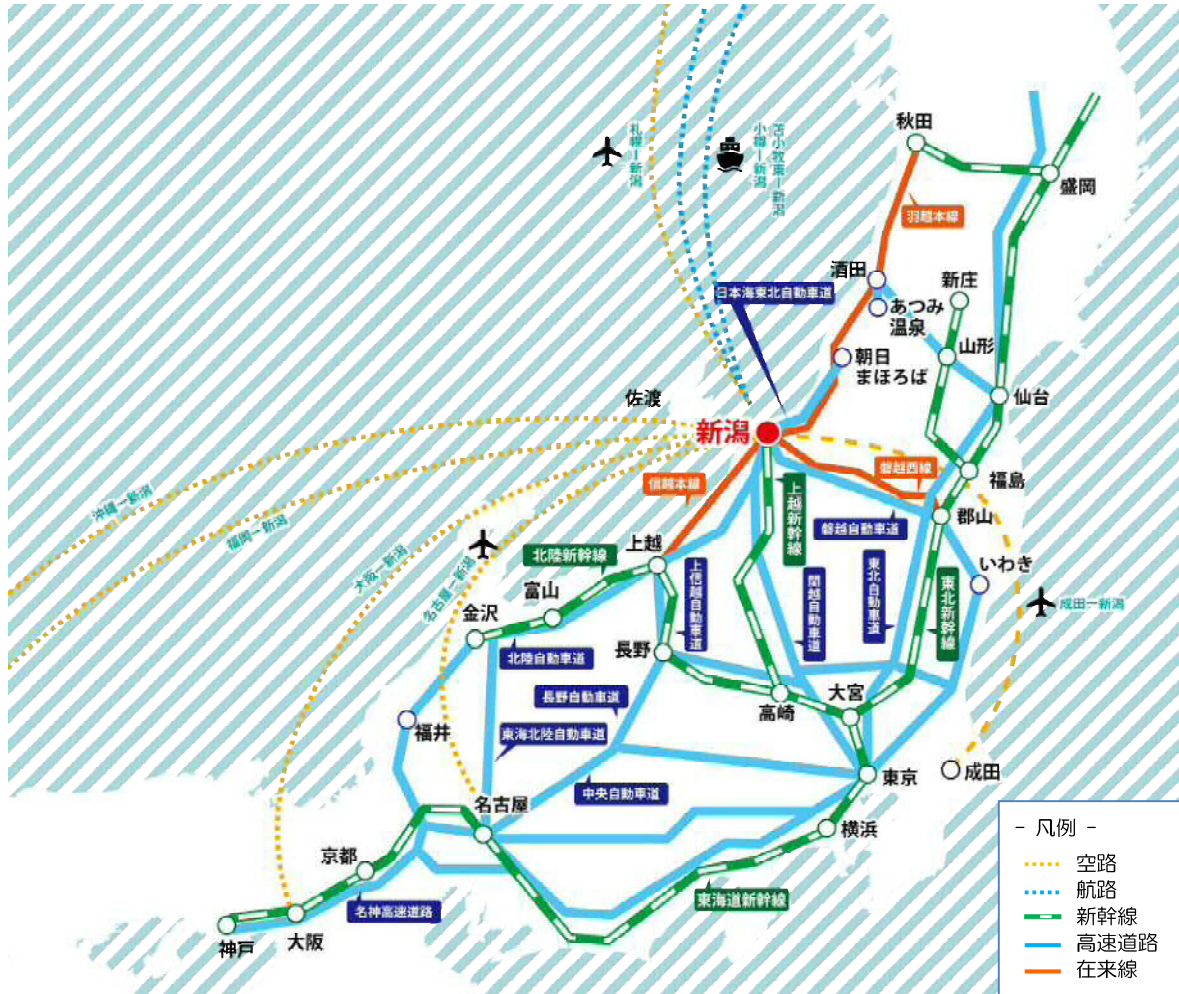 札幌ー新潟
小樽ー新潟
苫小牧東ー新潟
秋田
盛岡
羽越本線
酒田
新庄
日本海東北自動車道
あつみ
温泉
山形
朝日
まほろば
佐渡
仙台
新潟
磐越西線
福島
信越本線
上越新幹線
沖縄ー新潟
福岡ー新潟
大阪ー新潟
名古屋ー新潟
磐越自動車道
郡山
上越
北陸新幹線
いわき
上信越自動車道
関越自動車道
東北自動車道
東北新幹線
富山
金沢
成田ー新潟
北陸自動車道
長野
長野自動車道
高崎
大宮
福井
東海北陸自動車道
中央自動車道
東京
成田
名古屋
横浜
京都
東海道新幹線
名神高速道路
神戸
大阪
- 凡例 -
空路
航路
新幹線
高速道路
在来線